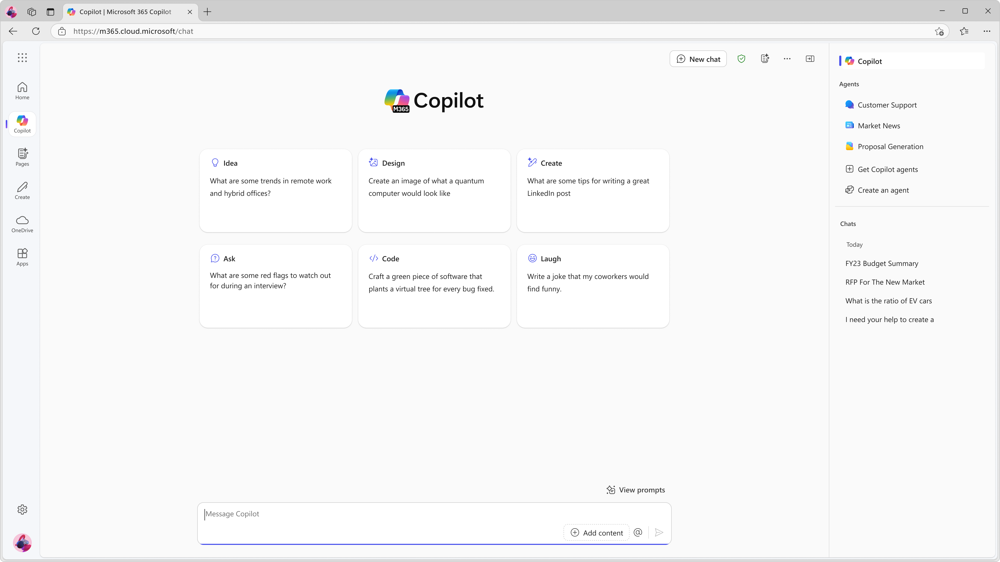 Copilot | Microsoft 365 Copilot
https://m365.cloud.microsoft/chat
Home
Copilot
Pages
Create
OneDrive
Apps
New chat
M365
Copilot
Idea
What are some trends in remote work
and hybrid offices?
Design
Create an image of what a quantum
computer would look like
Create
What are some tips for writing a great
LinkedIn post
Ask
What are some red flags to watch out
for during an interview?
Code
Craft a green piece of software that
plants a virtual tree for every bug fixed.
Laugh
Write a joke that my coworkers would
find funny.
View prompts
Message Copilot
Add content
Copilot
Agents
Customer Support
Market News
Proposal Generation
Get Copilot agents
Create an agent
Chats
Today
FY23 Budget Summary
RFP For The New Market
What is the ratio of EV cars
I need your help to create a